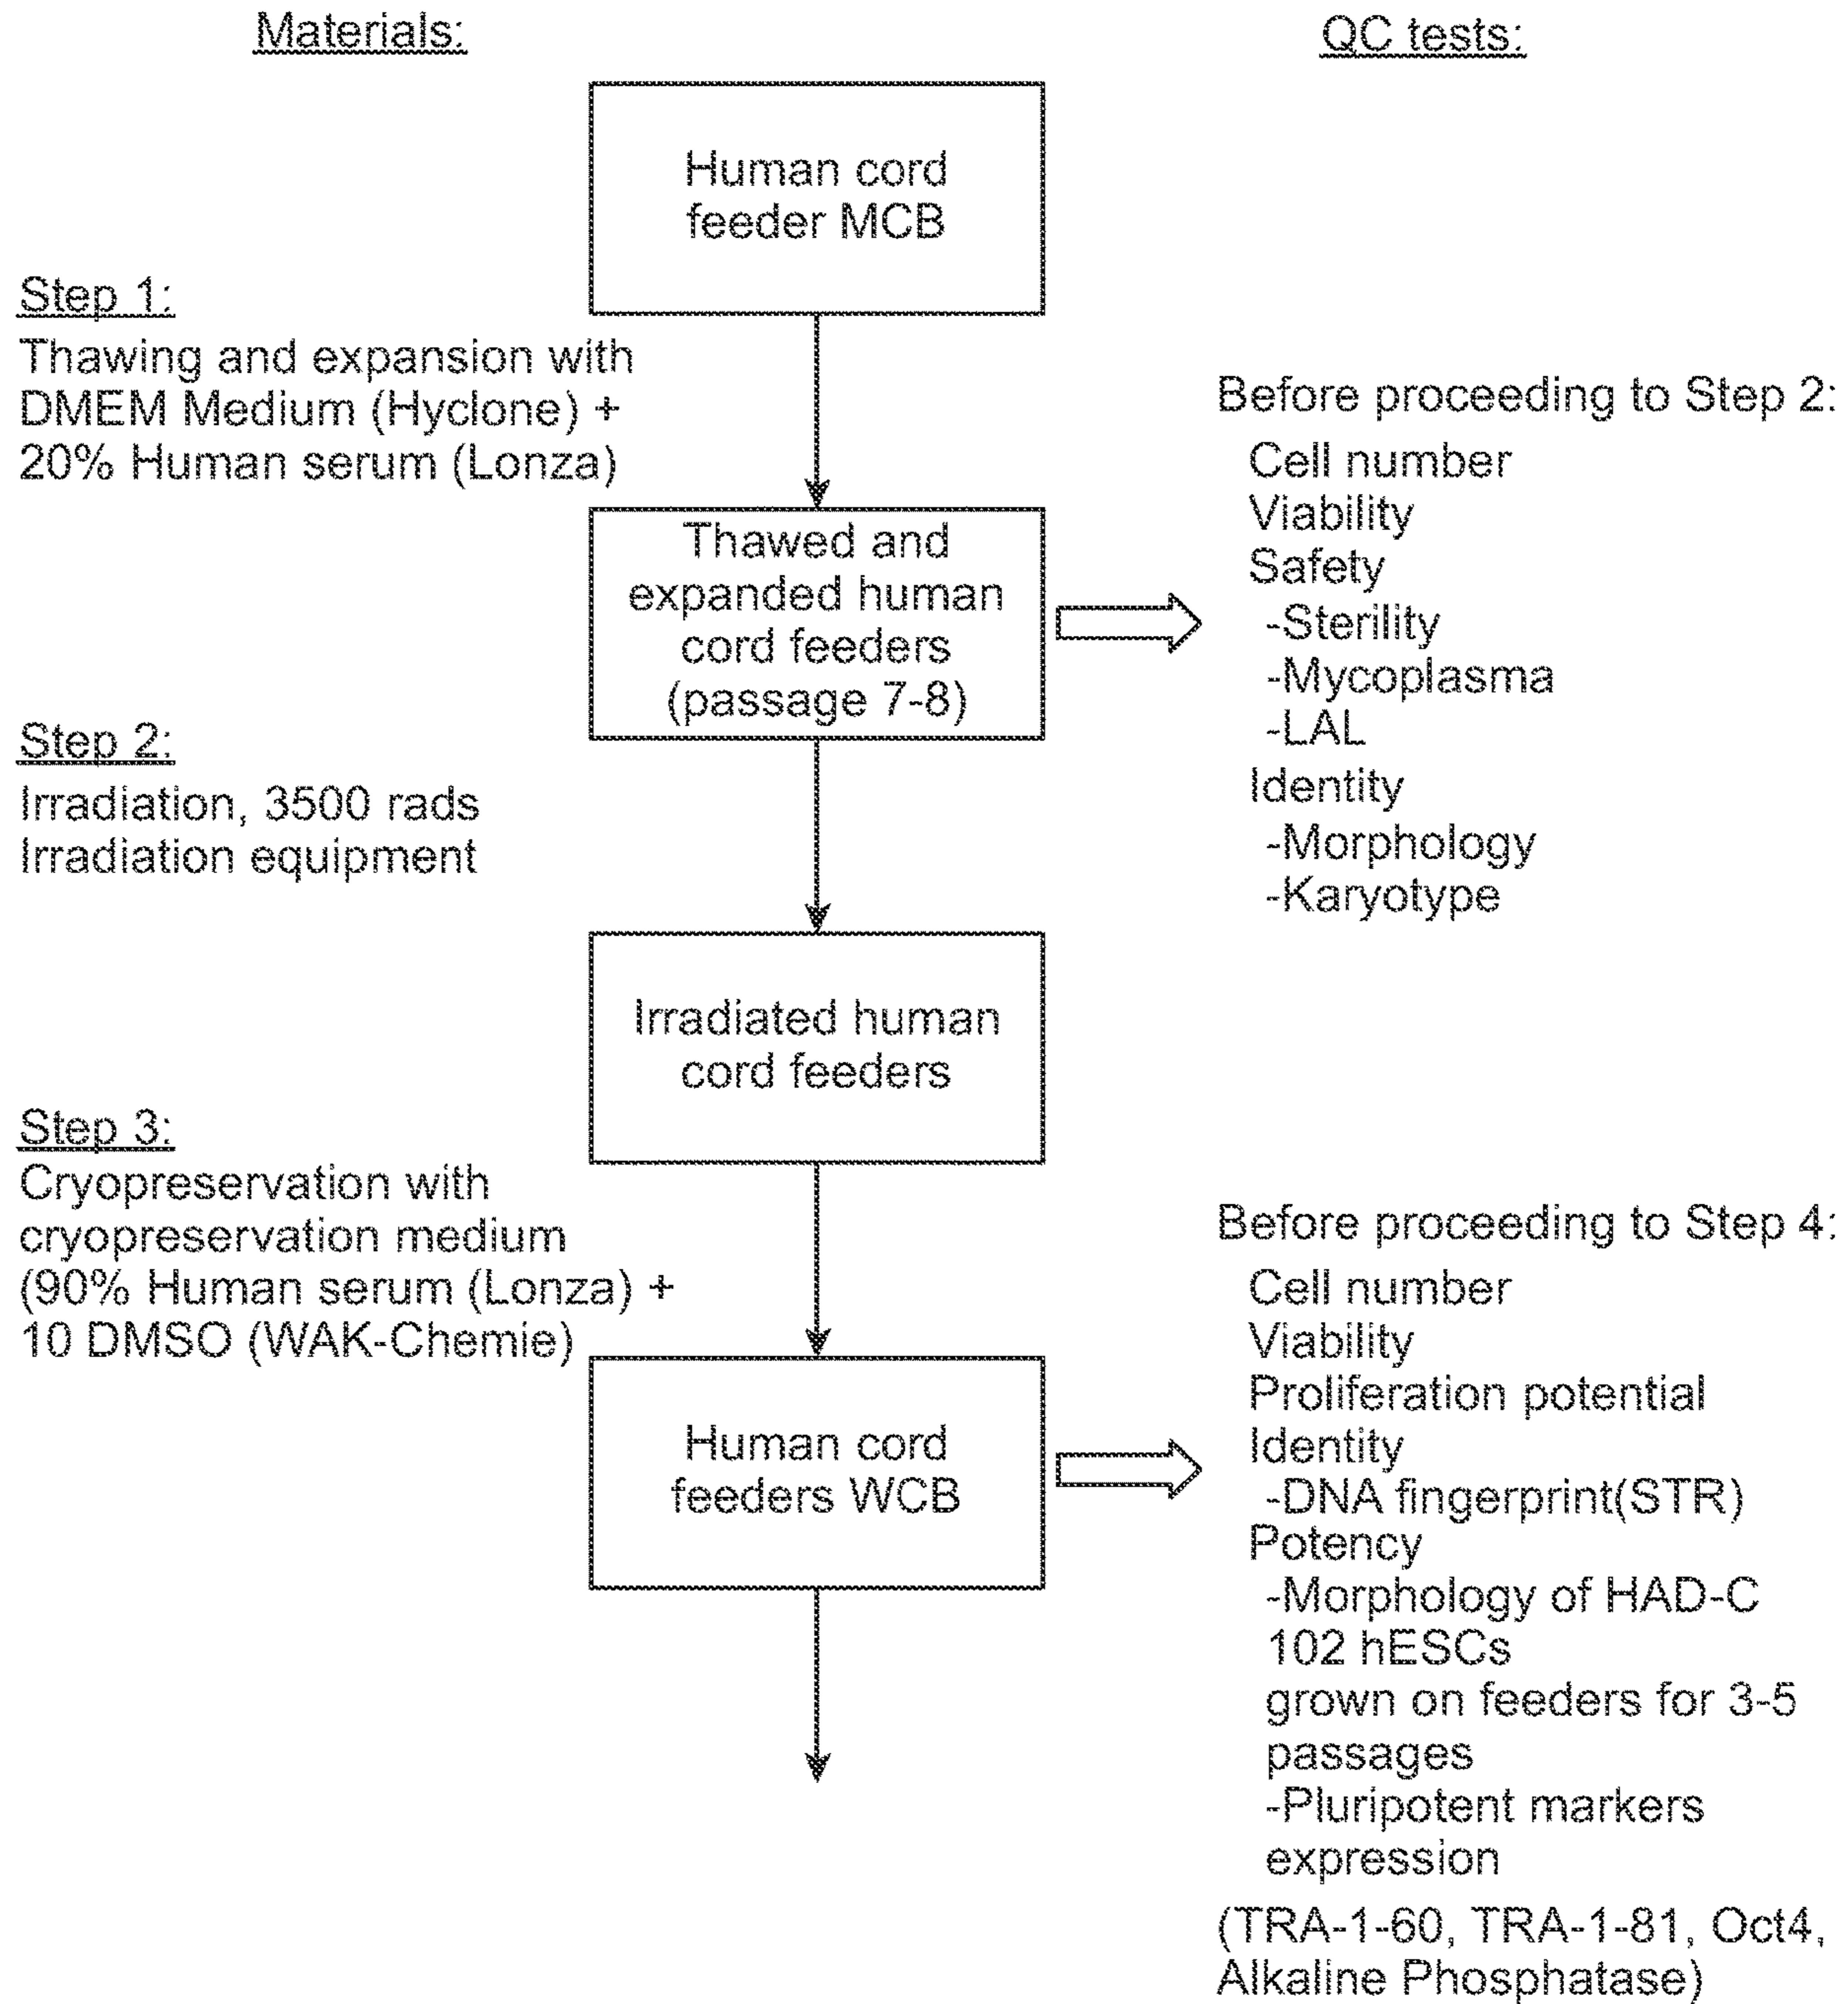 Materials:
QC tests:
Human cord
feeder MCB
Step 1:
Thawing and expansion with
DMEM Medium (Hyclone) +
20% Human serum (Lonza)
Before proceeding to Step 2:
Cell number
Viability
Safety
-Sterility
-Mycoplasma
-LAL
Identity
-Morphology
-Karyotype
Thawed and
expanded human
cord feeders
(passage 7-8)
Step 2:
Irradiation, 3500 rads
Irradiation equipment
Irradiated human
cord feeders
Step 3:
Cryopreservation with
cryopreservation medium
(90% Human serum (Lonza) +
10 DMSO (WAK-Chemie)
Human cord
feeders WCB
Before proceeding to Step 4:
Cell number
Viability
Proliferation potential
Identity
-DNA fingerprint(STR)
Potency
-Morphology of HAD-C
102 hESCs
grown on feeders for 3-5
passages
-Pluripotent markers
expression
(TRA-1-60, TRA-1-81, Oct4,
Alkaline Phosphatase)